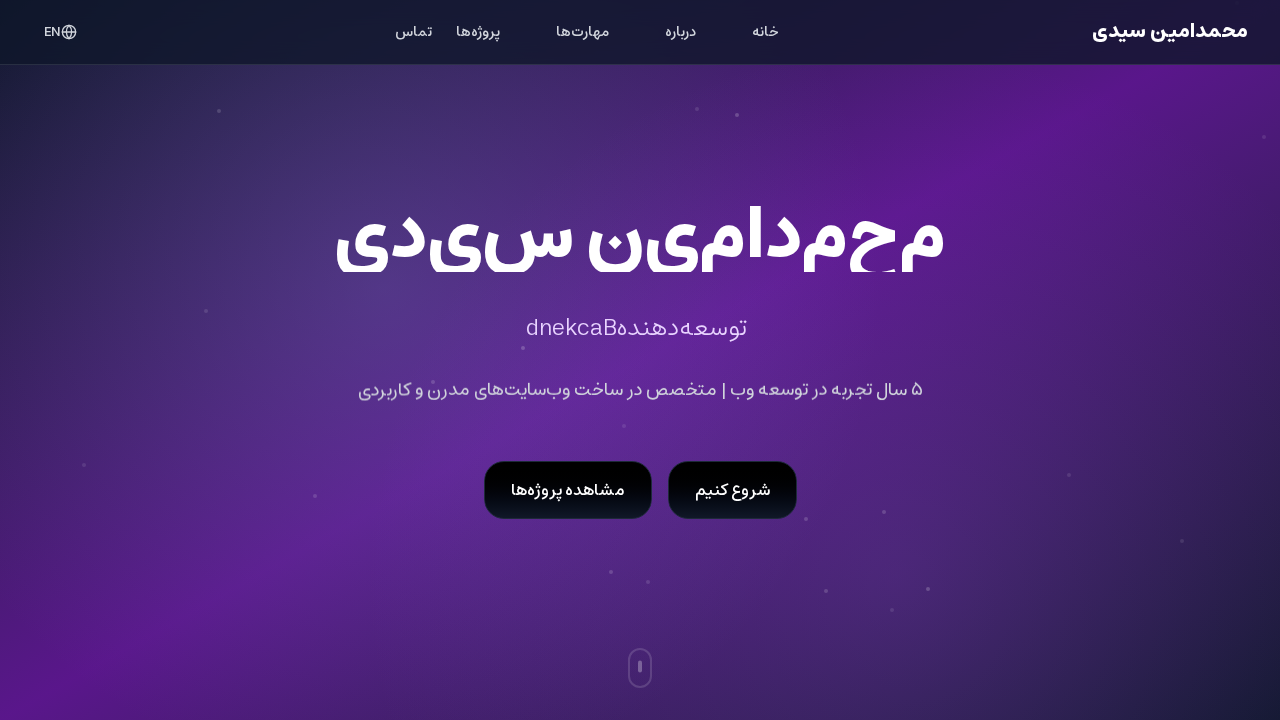 محمدامین سیدی
خانه
درباره
مهارت‌ها
پروژه‌ها
تماس
EN
محمدامین سیدی
توسعه‌دهندهdnekcaB
۵ سال تجربه در توسعه وب | متخصص در ساخت وب‌سایت‌های مدرن و کاربردی
شروع کنیم
مشاهده پروژه‌ها